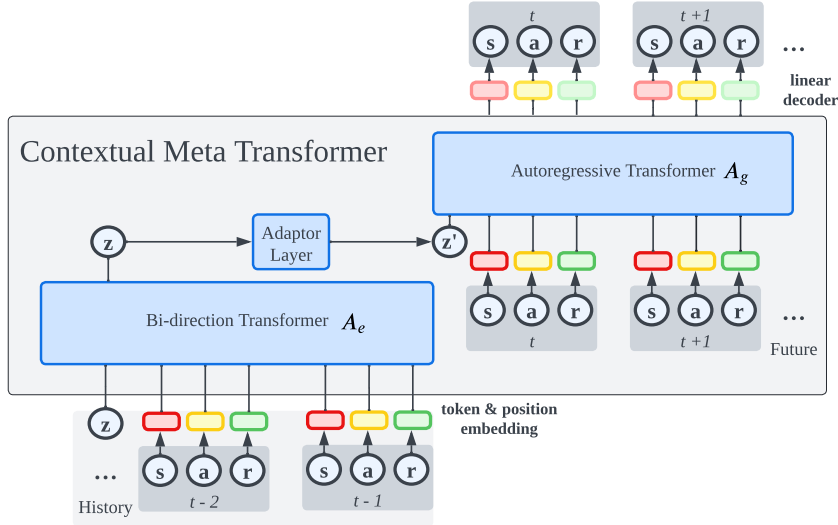 t
t +1
s a r
s a r
...
linear
decoder
Contextual Meta Transformer
Autoregressive Transformer A_g
z
Adaptor
Layer
z'
s a r
s a r
...
t
t +1
Future
Bi-direction Transformer A_e
z
token & position
embedding
...
s a r
s a r
t - 2
t - 1
History